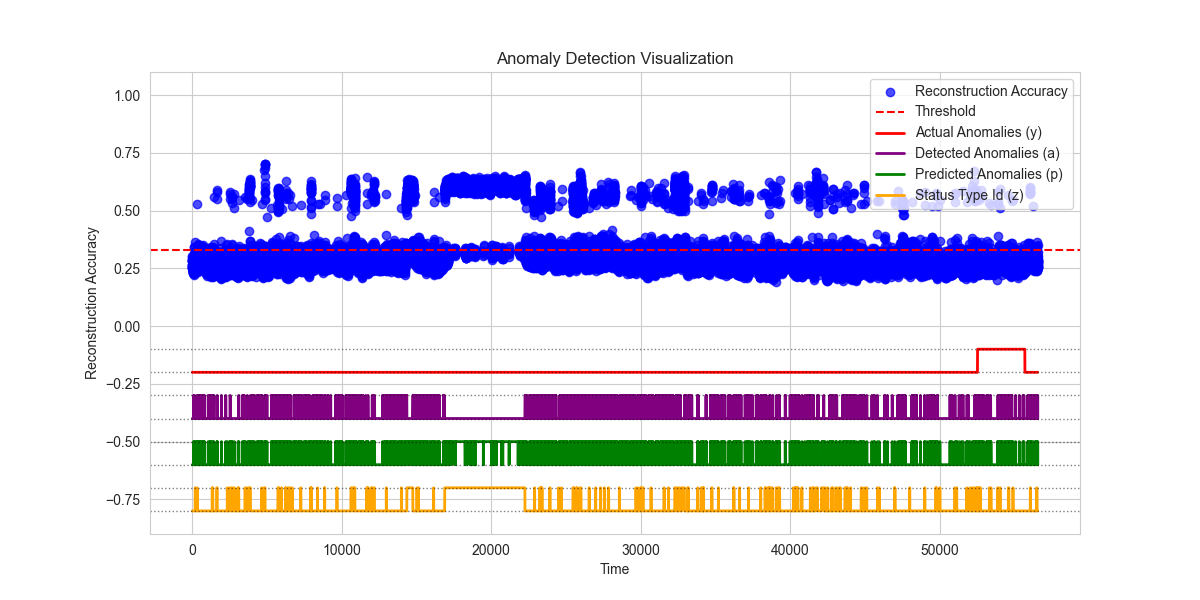 Anomaly Detection Visualization
Reconstruction Accuracy
1.00
0.75
0.50
0.25
0.00
−0.25
−0.50
−0.75
Reconstruction Accuracy
Threshold
Actual Anomalies (y)
Detected Anomalies (a)
Predicted Anomalies (p)
Status Type Id (z)
0
10000
20000
30000
40000
50000
Time